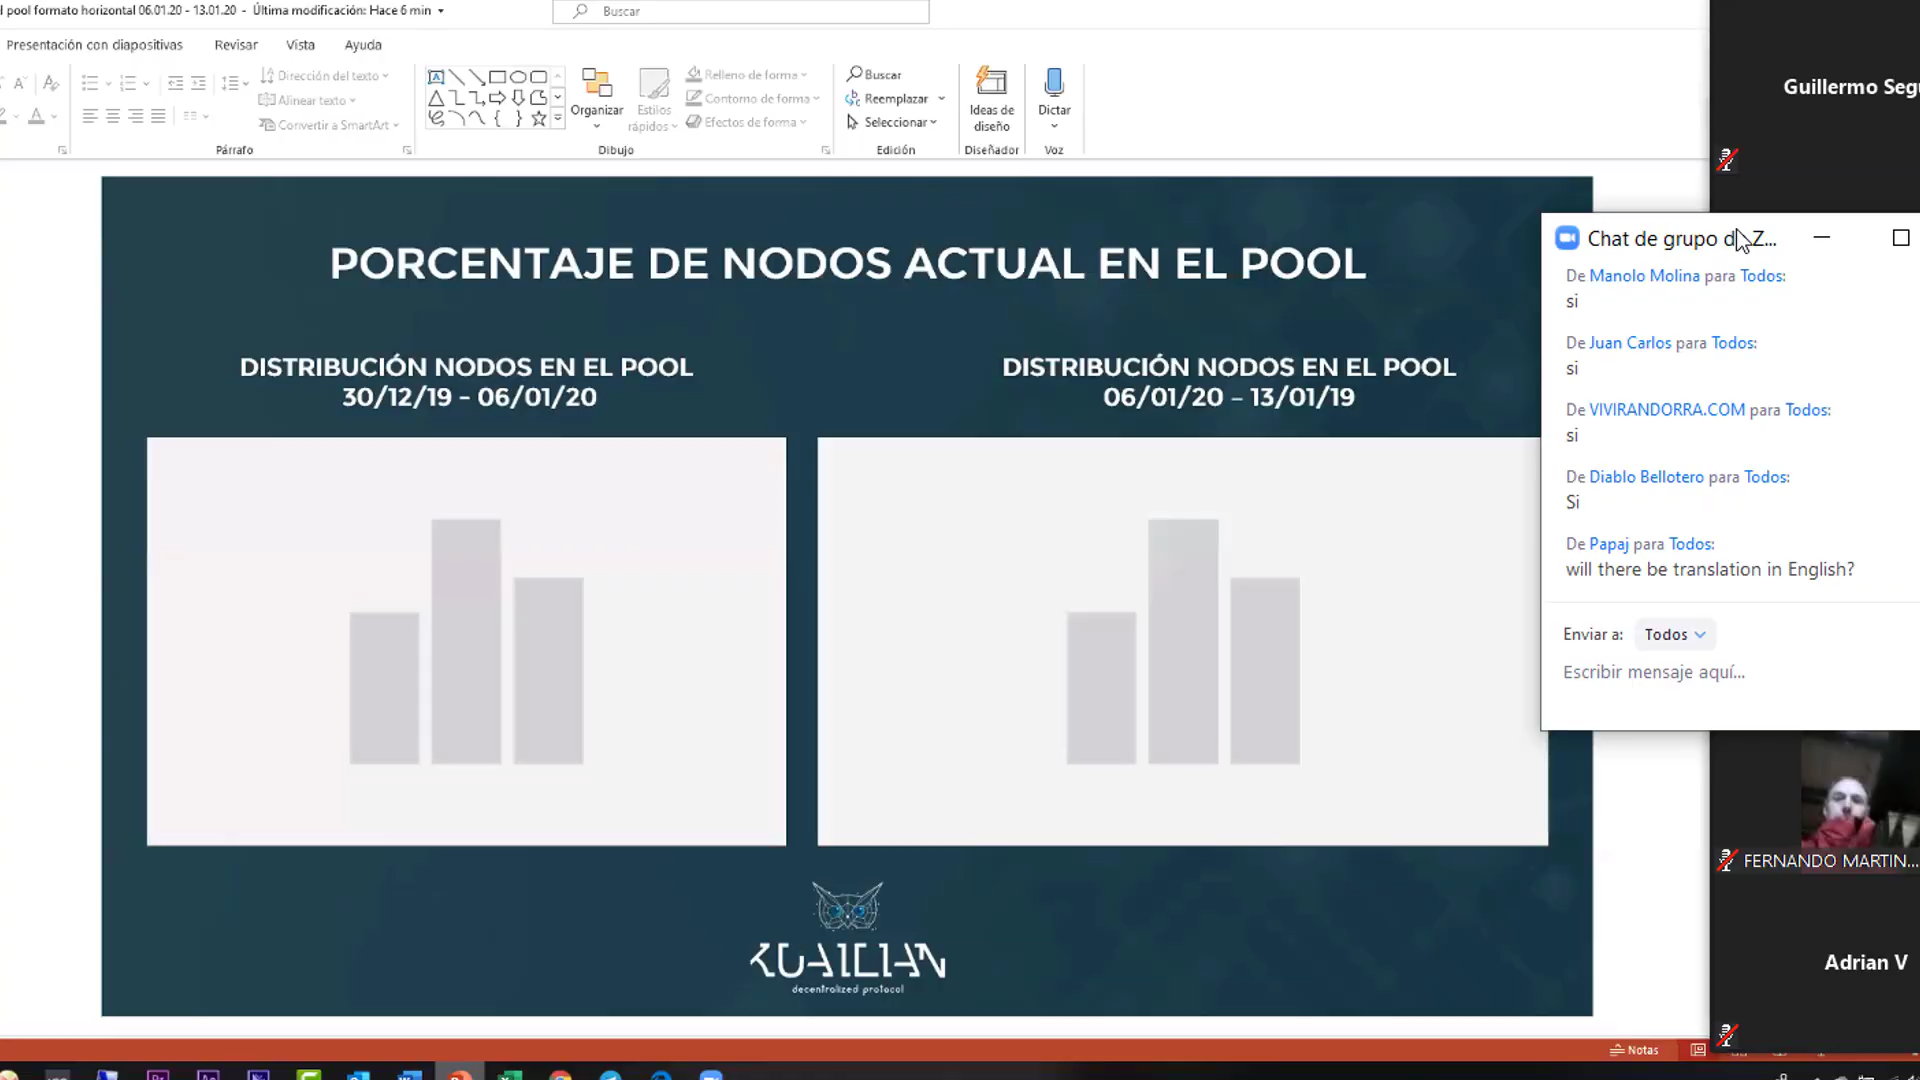 l pool formato horizontal 06.01.20 - 13.01.20 - Última modificación: Hace 6 min
Buscar
Presentación con diapositivas Revisar Vista Ayuda
Dirección del texto
Alinear texto
Convertir a SmartArt
Párrafo
Organizar
Estilos
rápidos
Relleno de forma
Contorno de forma
Efectos de forma
Dibujo
Buscar
Reemplazar
Seleccionar
Edición
Ideas de
diseño
Diseñador
Dictar
Voz
PORCENTAJE DE NODOS ACTUAL EN EL POOL
DISTRIBUCIÓN NODOS EN EL POOL
30/12/19 - 06/01/20
DISTRIBUCIÓN NODOS EN EL POOL
06/01/20 – 13/01/19
KUAILIAN
decentralized protocol
Guillermo Segu
Chat de grupo d Z...
De Manolo Molina para Todos:
si
De Juan Carlos para Todos:
si
De VIVIRANDORRA.COM para Todos:
si
De Diablo Bellotero para Todos:
Si
De Papaj para Todos:
will there be translation in English?
Enviar a: Todos
Escribir mensaje aquí...
FERNANDO MARTIN...
Adrian V
Notas